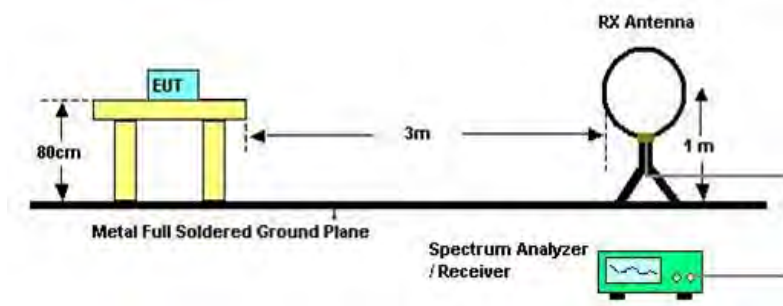 RX Antenna
EUT
80cm
3m
1 m
Metal Full Soldered Ground Plane
Spectrum Analyzer
/ Receiver